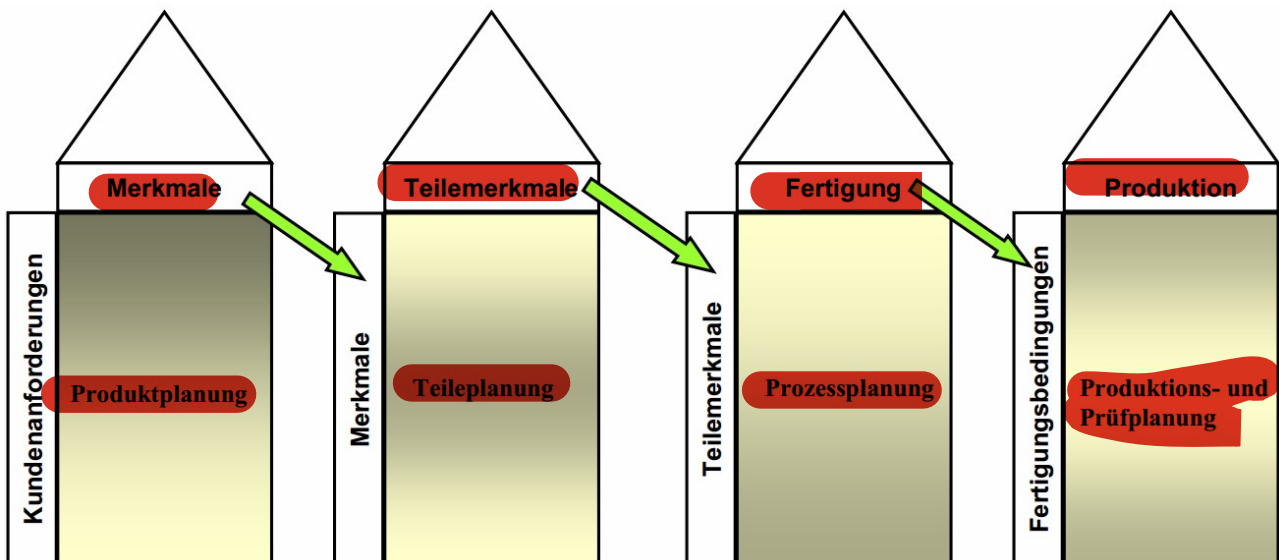 Merkmale
Teilemerkmale
Fertigung
Produktion
Kundenanforderungen
Produktplanung
Merkmale
Teileplanung
Teilemerkmale
Prozessplanung
Fertigungsbedingungen
Produktions- und
Prüfplanung